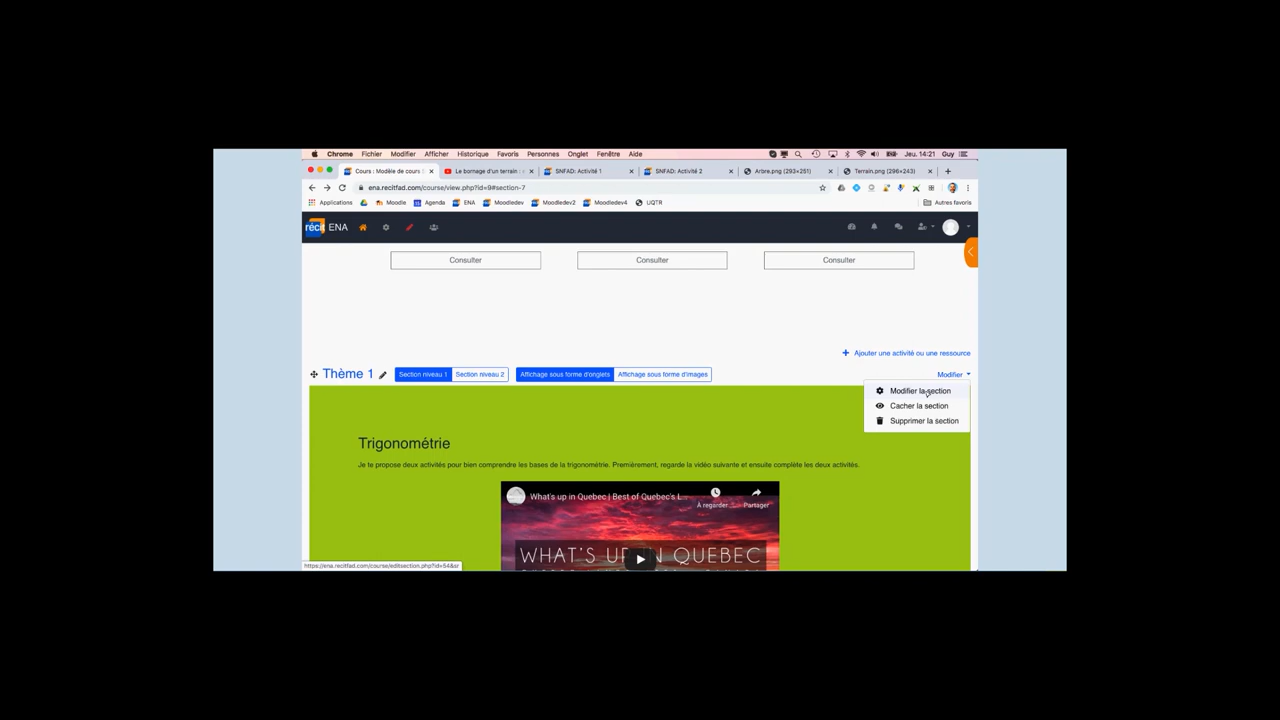 Chrome Fichier Modifier Afficher Historique Favoris Personnes Onglet Fenêtre Aide Jeu. 14:21 Guy
Cours : Modèle de cours S Le bornage d'un terrain : SNFAD: Activité 1 SNFAD: Activité 2 Arbre.png (293×251) Terrain.png (296×243)
ena.recitfad.com/course/view.php?id=9#section-7
Applications Moodle Agenda ENA Moodledev Moodledev2 Moodledev4 UQTR Autres favoris
récit ENA
Consulter Consulter Consulter
Ajouter une activité ou une ressource
Thème 1 Section niveau 1 Section niveau 2 Affichage sous forme d'onglets Affichage sous forme d'images Modifier
Modifier la section
Cacher la section
Supprimer la section
Trigonométrie
Je te propose deux activités pour bien comprendre les bases de la trigonométrie. Premièrement, regarde la vidéo suivante et ensuite complète les deux activités.
What's up in Quebec | Best of Quebec's L...
À regarder ... Partager
WHAT'S UP IN QUEBEC
https://ena.recitfad.com/course/editsection.php?id=54&sr